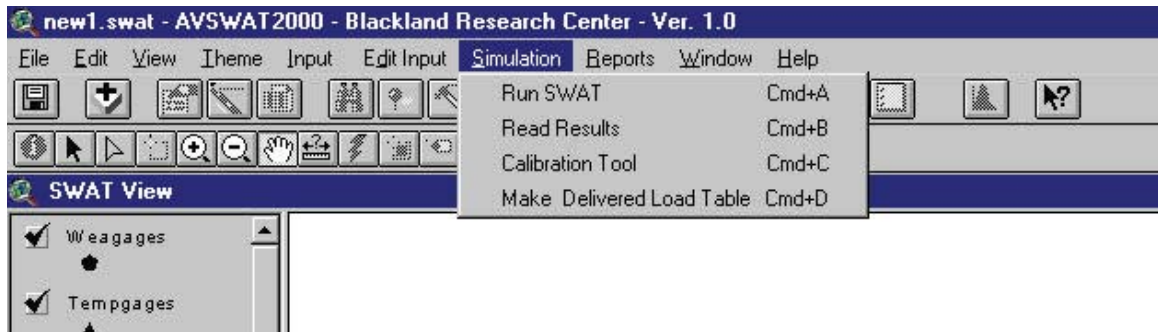 new1.swat - AVSWAT2000 - Blackland Research Center - Ver. 1.0
File Edit View Theme Input Edit Input Simulation Reports Window Help
Run SWAT Cmd+A
Read Results Cmd+B
Calibration Tool Cmd+C
Make Delivered Load Table Cmd+D
SWAT View
Weagages
Tempgages